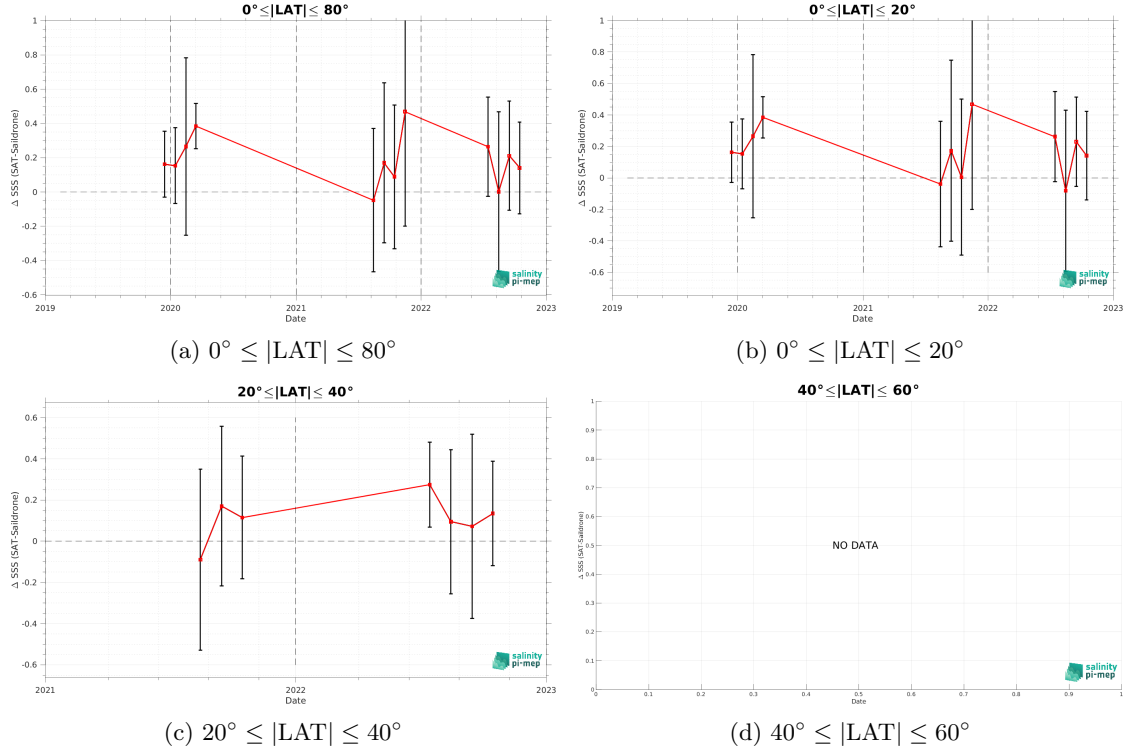 0°≤|LAT|≤ 80°
Δ SSS (SAT-Saildrone)
1
0.8
0.6
0.4
0.2
0
-0.2
-0.4
-0.6
2019
2020
2021
2022
2023
Date
salinity
pi-mep
(a) 0° ≤ |LAT| ≤ 80°
0°≤|LAT|≤ 20°
Δ SSS (SAT-Saildrone)
1
0.8
0.6
0.4
0.2
0
-0.2
-0.4
-0.6
2019
2020
2021
2022
2023
Date
salinity
pi-mep
(b) 0° ≤ |LAT| ≤ 20°
20°≤|LAT|≤ 40°
Δ SSS (SAT-Saildrone)
0.6
0.4
0.2
0
-0.2
-0.4
-0.6
2021
2022
2023
Date
salinity
pi-mep
(c) 20° ≤ |LAT| ≤ 40°
40°≤|LAT|≤ 60°
Δ SSS (SAT-Saildrone)
1
0.9
0.8
0.7
0.6
0.5
0.4
0.3
0.2
0.1
0
NO DATA
0
0.1
0.2
0.3
0.4
0.5
0.6
0.7
0.8
0.9
1
Date
salinity
pi-mep
(d) 40° ≤ |LAT| ≤ 60°